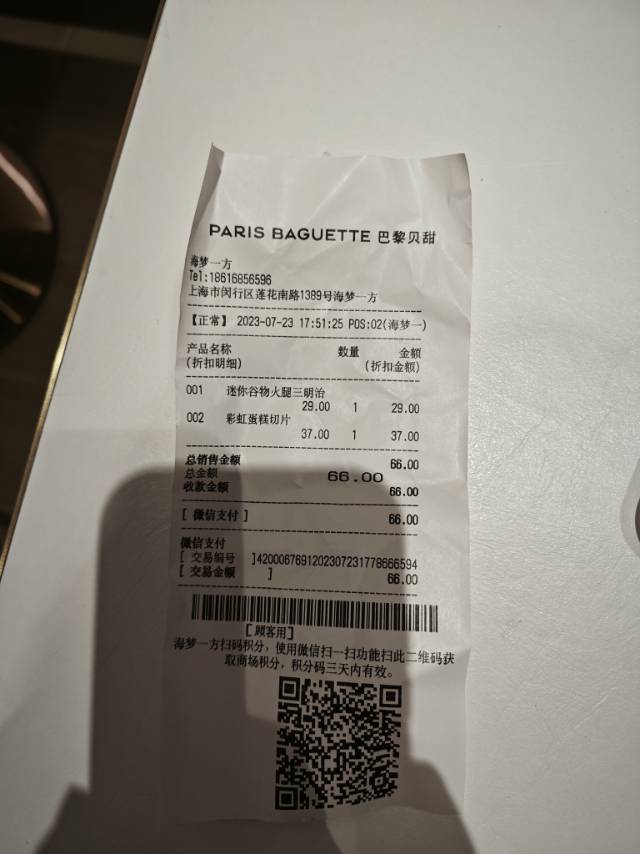 PARIS BAGUETTE 巴黎贝甜
海梦一方
Tel:18616856596
上海市闵行区莲花南路1389号海梦一方
【正常】 2023-07-23 17:51:25 POS:02(海梦一)
产品名称 数量 金额
(折扣明细) (折扣金额)
001 迷你谷物火腿三明治
29.00 1 29.00
002 彩虹蛋糕切片
37.00 1 37.00
总销售金额 66.00
总金额 66.00
收款金额 66.00
[ 微信支付 ] 66.00
微信支付
[ 交易编号 ]4200067691202307231778666594
[ 交易金额 ] 66.00
[顾客用]
海梦一方扫码积分，使用微信扫一扫功能扫此二维码获
取商场积分，积分码三天内有效。